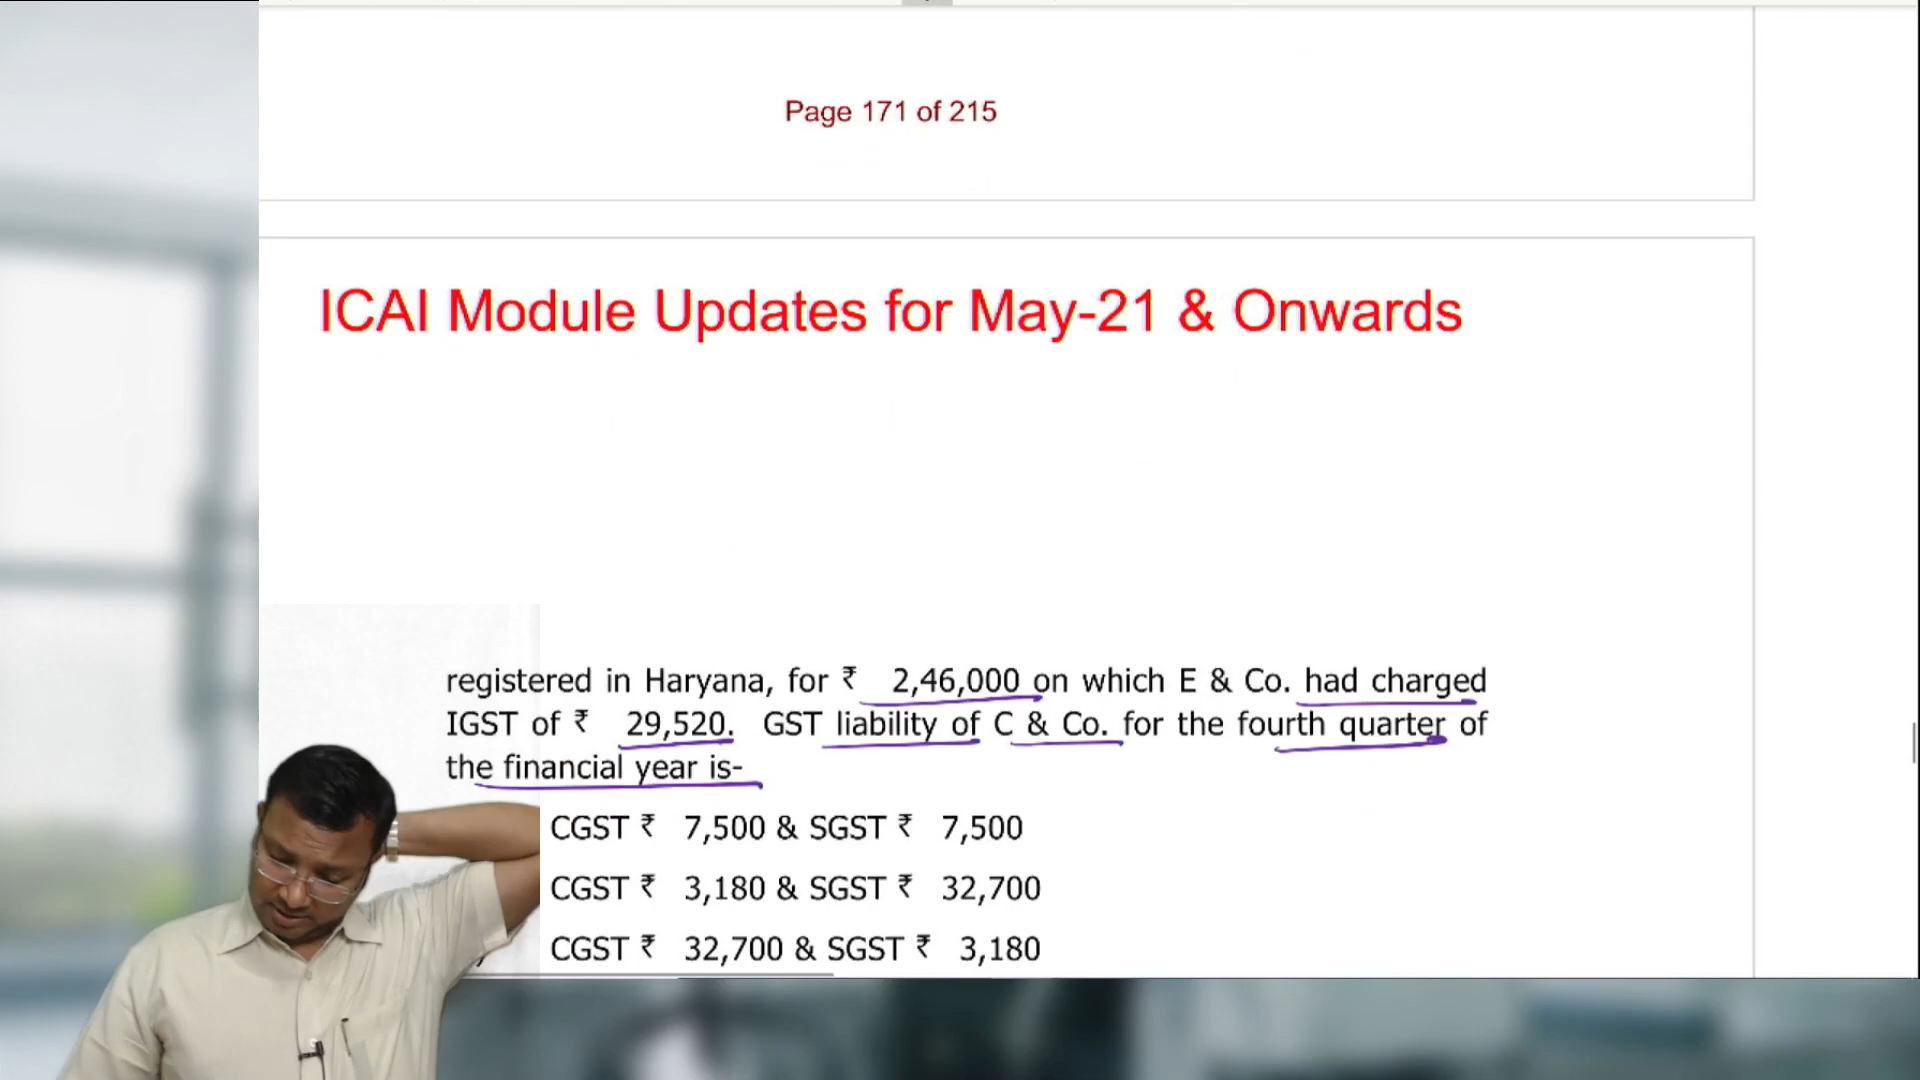 Page 171 of 215
ICAI Module Updates for May-21 & Onwards
registered in Haryana, for ₹ 2,46,000 on which E & Co. had charged
IGST of ₹ 29,520. GST liability of C & Co. for the fourth quarter of
the financial year is-
CGST ₹ 7,500 & SGST ₹ 7,500
CGST ₹ 3,180 & SGST ₹ 32,700
CGST ₹ 32,700 & SGST ₹ 3,180